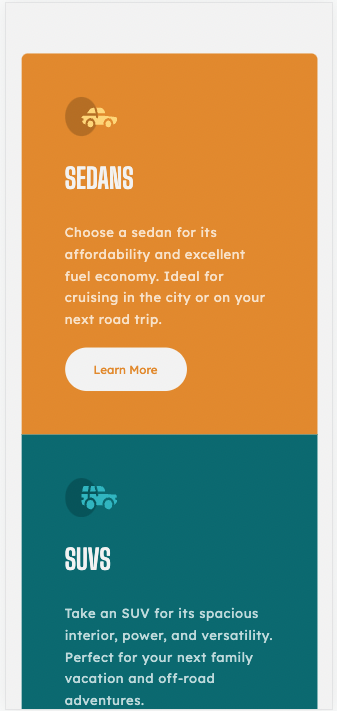 SEDANS
Choose a sedan for its
affordability and excellent
fuel economy. Ideal for
cruising in the city or on your
next road trip.
Learn More
SUVS
Take an SUV for its spacious
interior, power, and versatility.
Perfect for your next family
vacation and off-road
adventures.